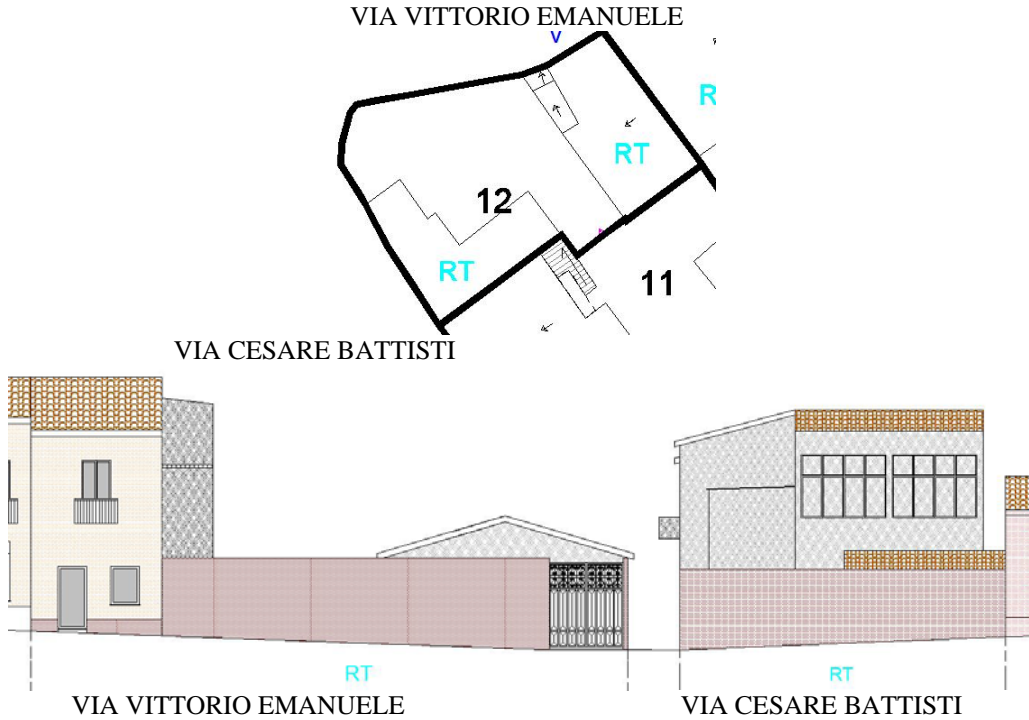 VIA VITTORIO EMANUELE
V
R
RT
12
RT
11
VIA CESARE BATTISTI
RT
RT
VIA VITTORIO EMANUELE
VIA CESARE BATTISTI